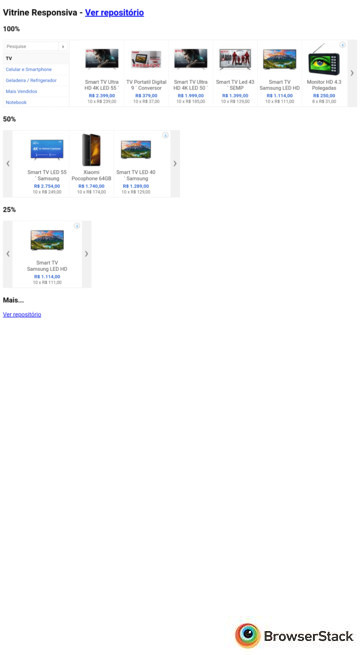 Vitrine Responsiva - Ver repositório
100%
Pesquise
TV
Celular e Smartphone
Geladeira / Refrigerador
Mais Vendidos
Notebook
Smart TV Ultra HD 4K LED 55
R$ 2.399,00
10 x R$ 239,00
TV Portatil Digital 9 ́ Conversor
R$ 379,00
10 x R$ 37,00
Smart TV Ultra HD 4K LED 50
R$ 1.999,00
10 x R$ 199,00
Smart TV Led 43 SEMP
R$ 1.399,00
10 x R$ 139,00
Smart TV Samsung LED HD
R$ 1.114,00
10 x R$ 111,00
Monitor HD 4,3 Polegadas
R$ 250,00
8 x R$ 31,00
50%
Smart TV LED 55 ́ ́ Samsung
R$ 2.754,00
10 x R$ 249,00
Xiaomi Pocophone 64GB
R$ 1.740,00
10 x R$ 174,00
Smart TV LED 40 ́ ́ Samsung
R$ 1.289,00
10 x R$ 129,00
25%
Smart TV
Samsung LED HD
R$ 1.114,00
10 x R$ 111,00
Mais...
Ver repositório
BrowserStack